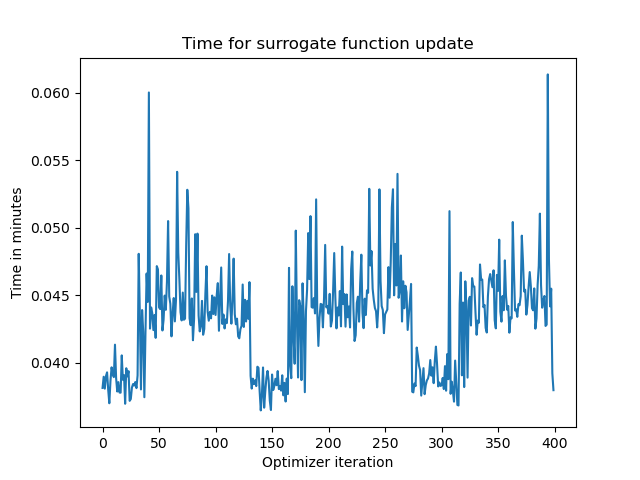 Time for surrogate function update
Time in minutes
0.060
0.055
0.050
0.045
0.040
0 50 100 150 200 250 300 350 400
Optimizer iteration